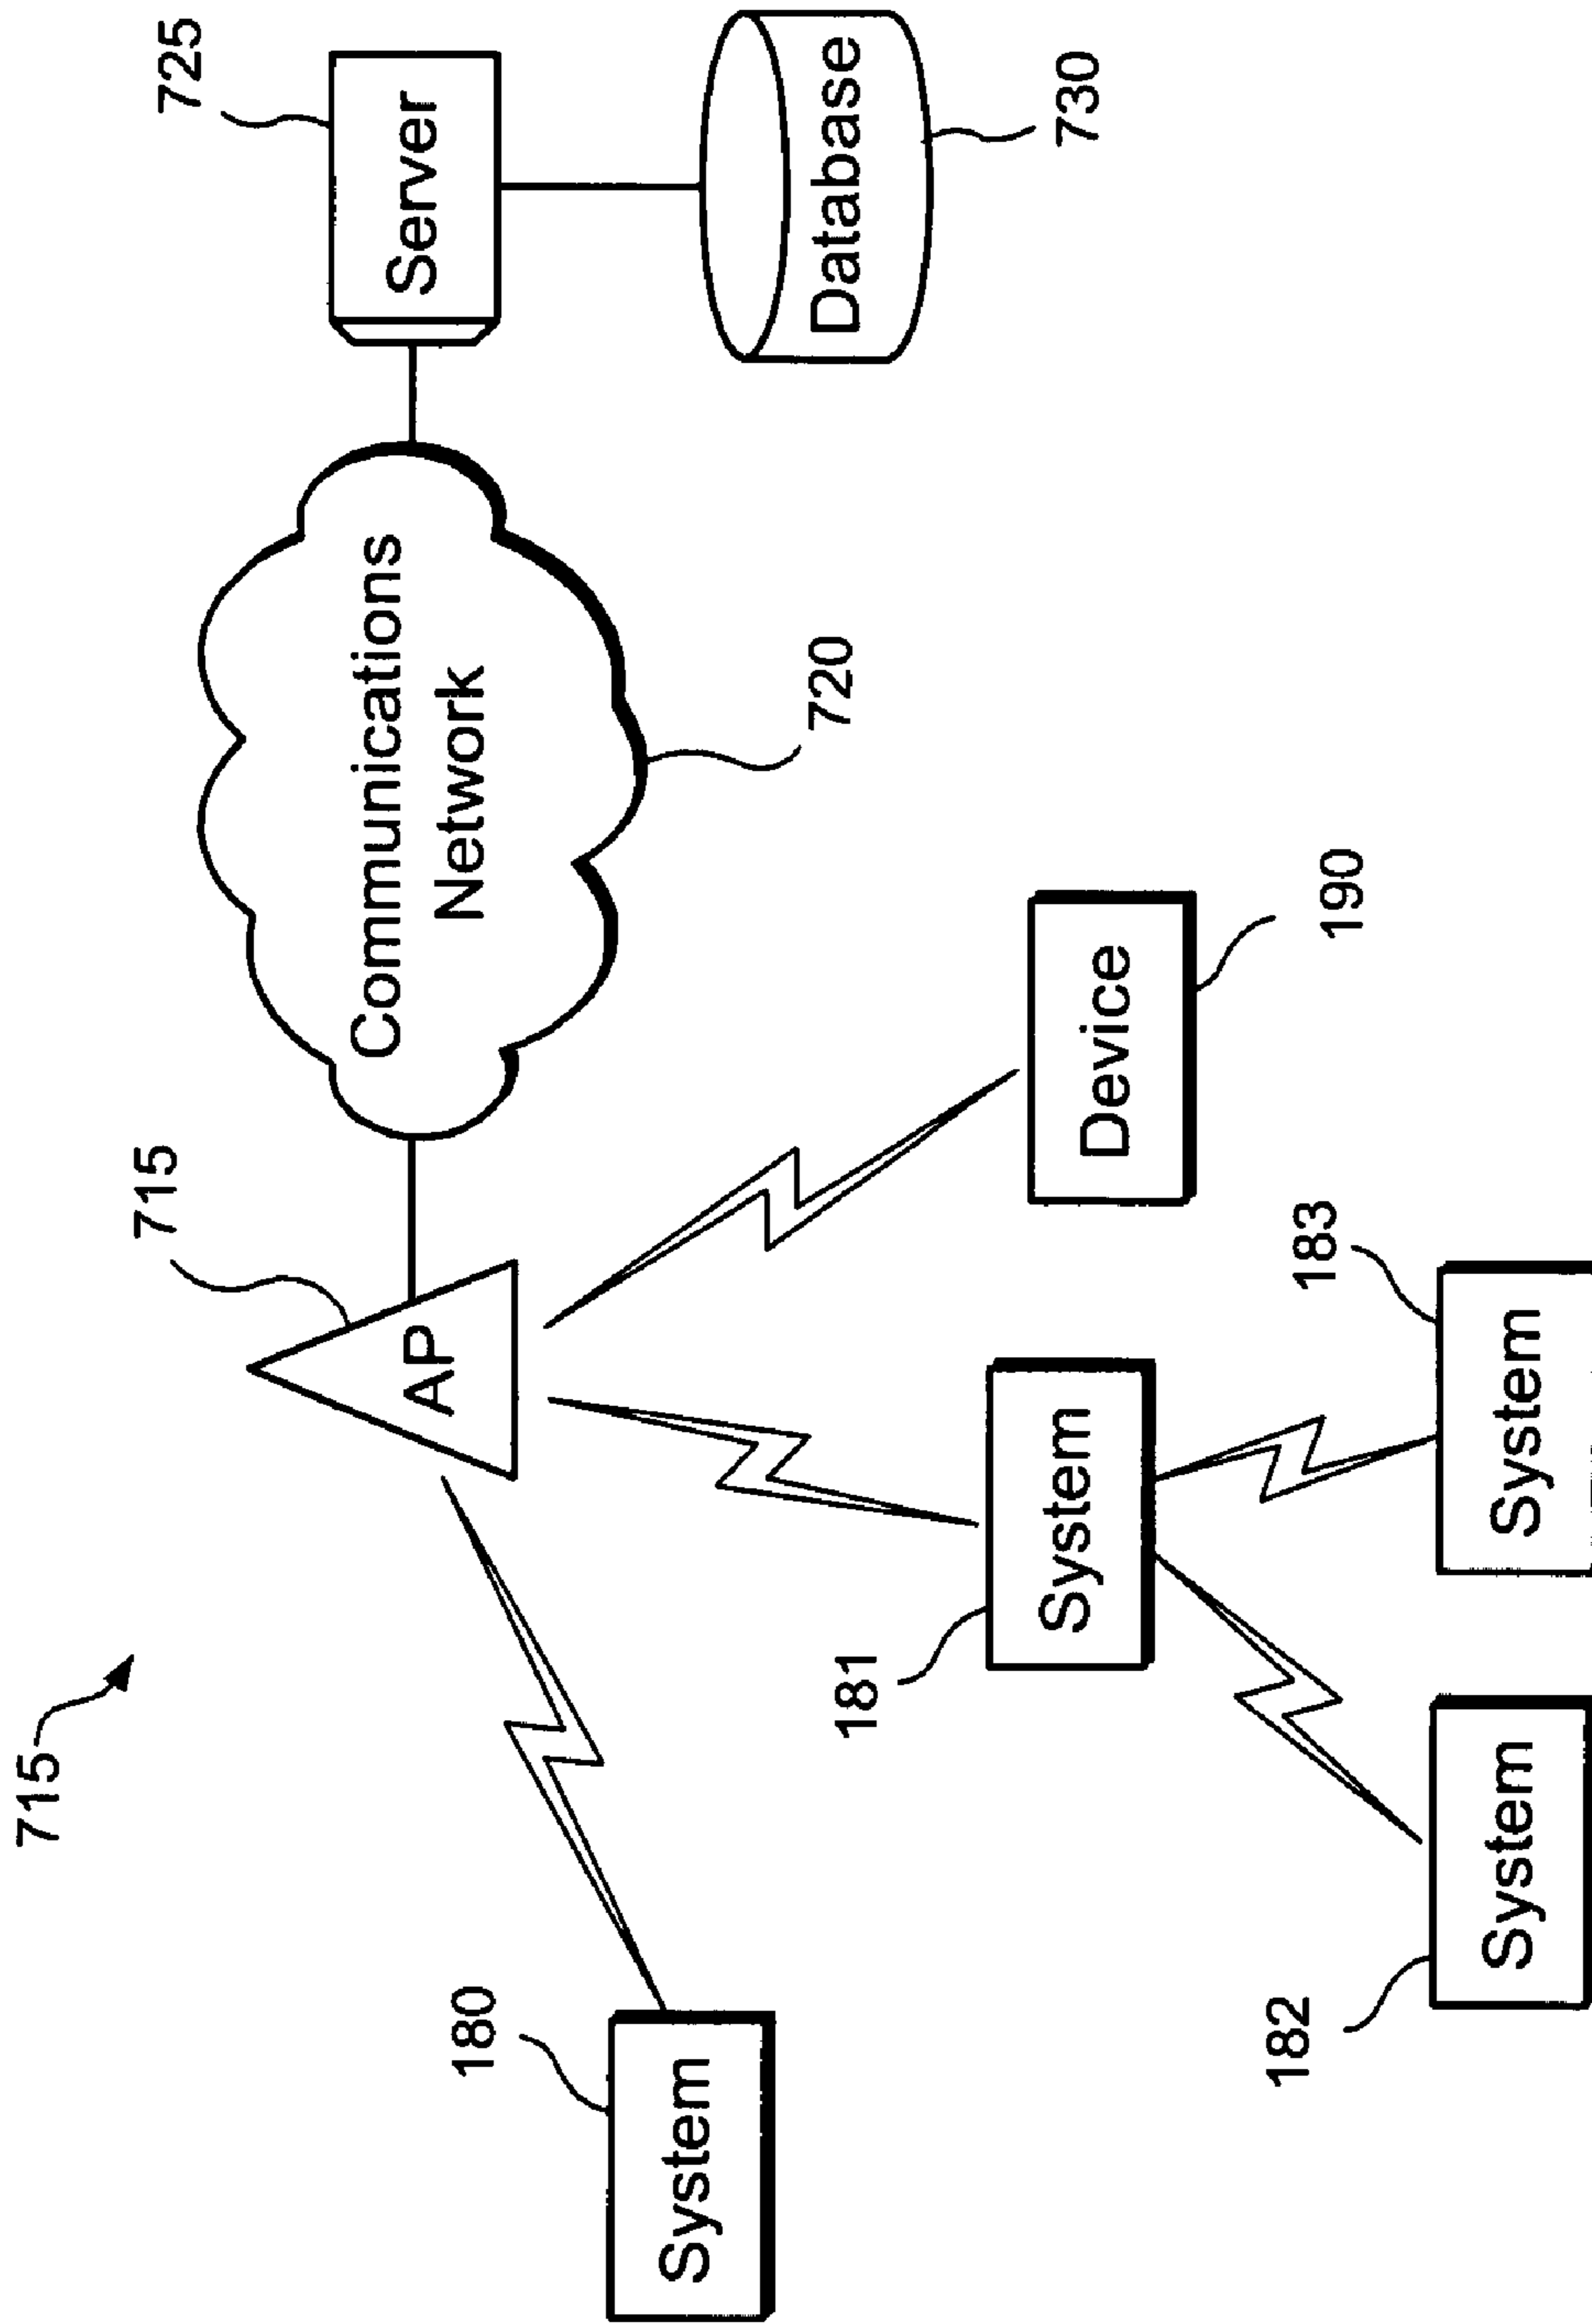 715
715
725
AP
Communications
Network
Server
180
720
Database
System
181
Device
730
System
183
190
182
System
System